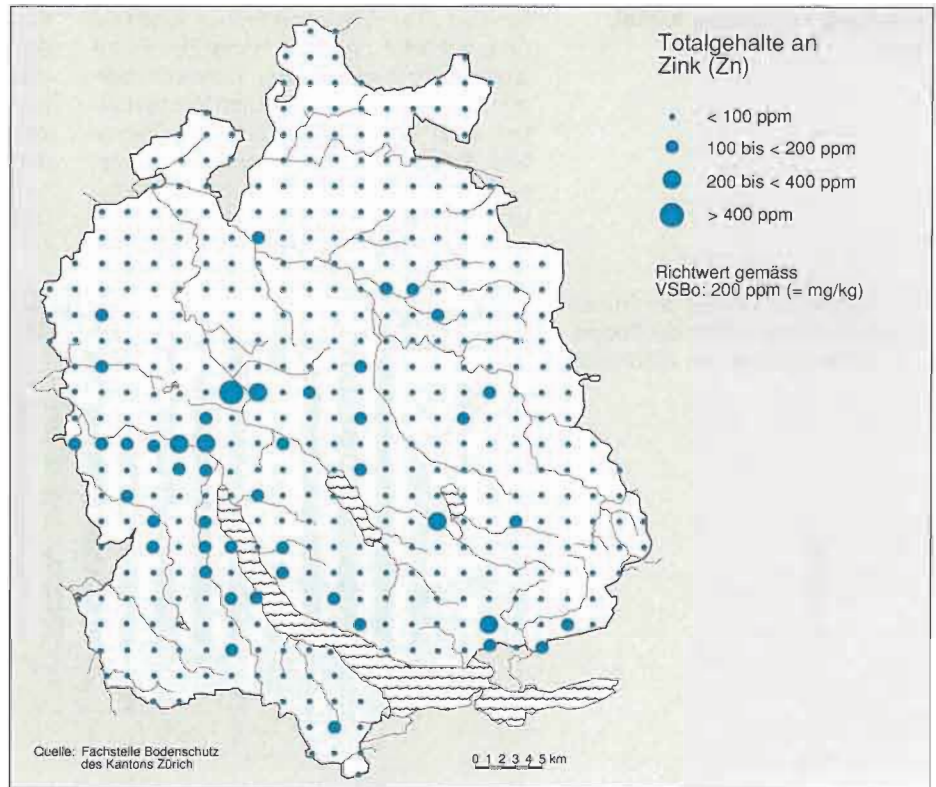 Totalgehalte an
Zink (Zn)
< 100 ppm
100 bis < 200 ppm
200 bis < 400 ppm
> 400 ppm
Richtwert gemäss
VSBo: 200 ppm (= mg/kg)
Quelle: Fachstelle Bodenschutz
des Kantons Zürich
0 1 2 3 4 5 km